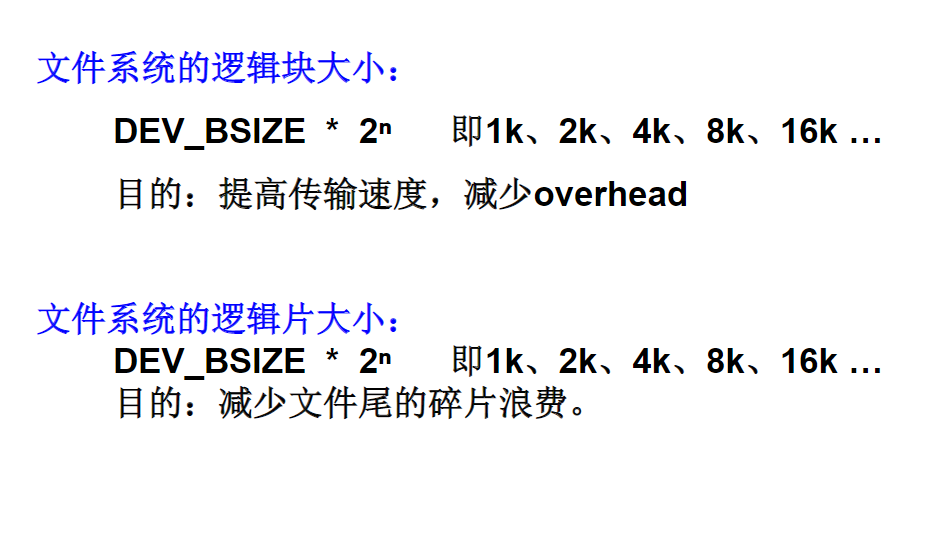 文件系统的逻辑块大小：
DEV_BSIZE * 2ⁿ 即1k、2k、4k、8k、16k …
目的：提高传输速度，减少overhead
文件系统的逻辑片大小：
DEV_BSIZE * 2ⁿ 即1k、2k、4k、8k、16k …
目的：减少文件尾的碎片浪费。